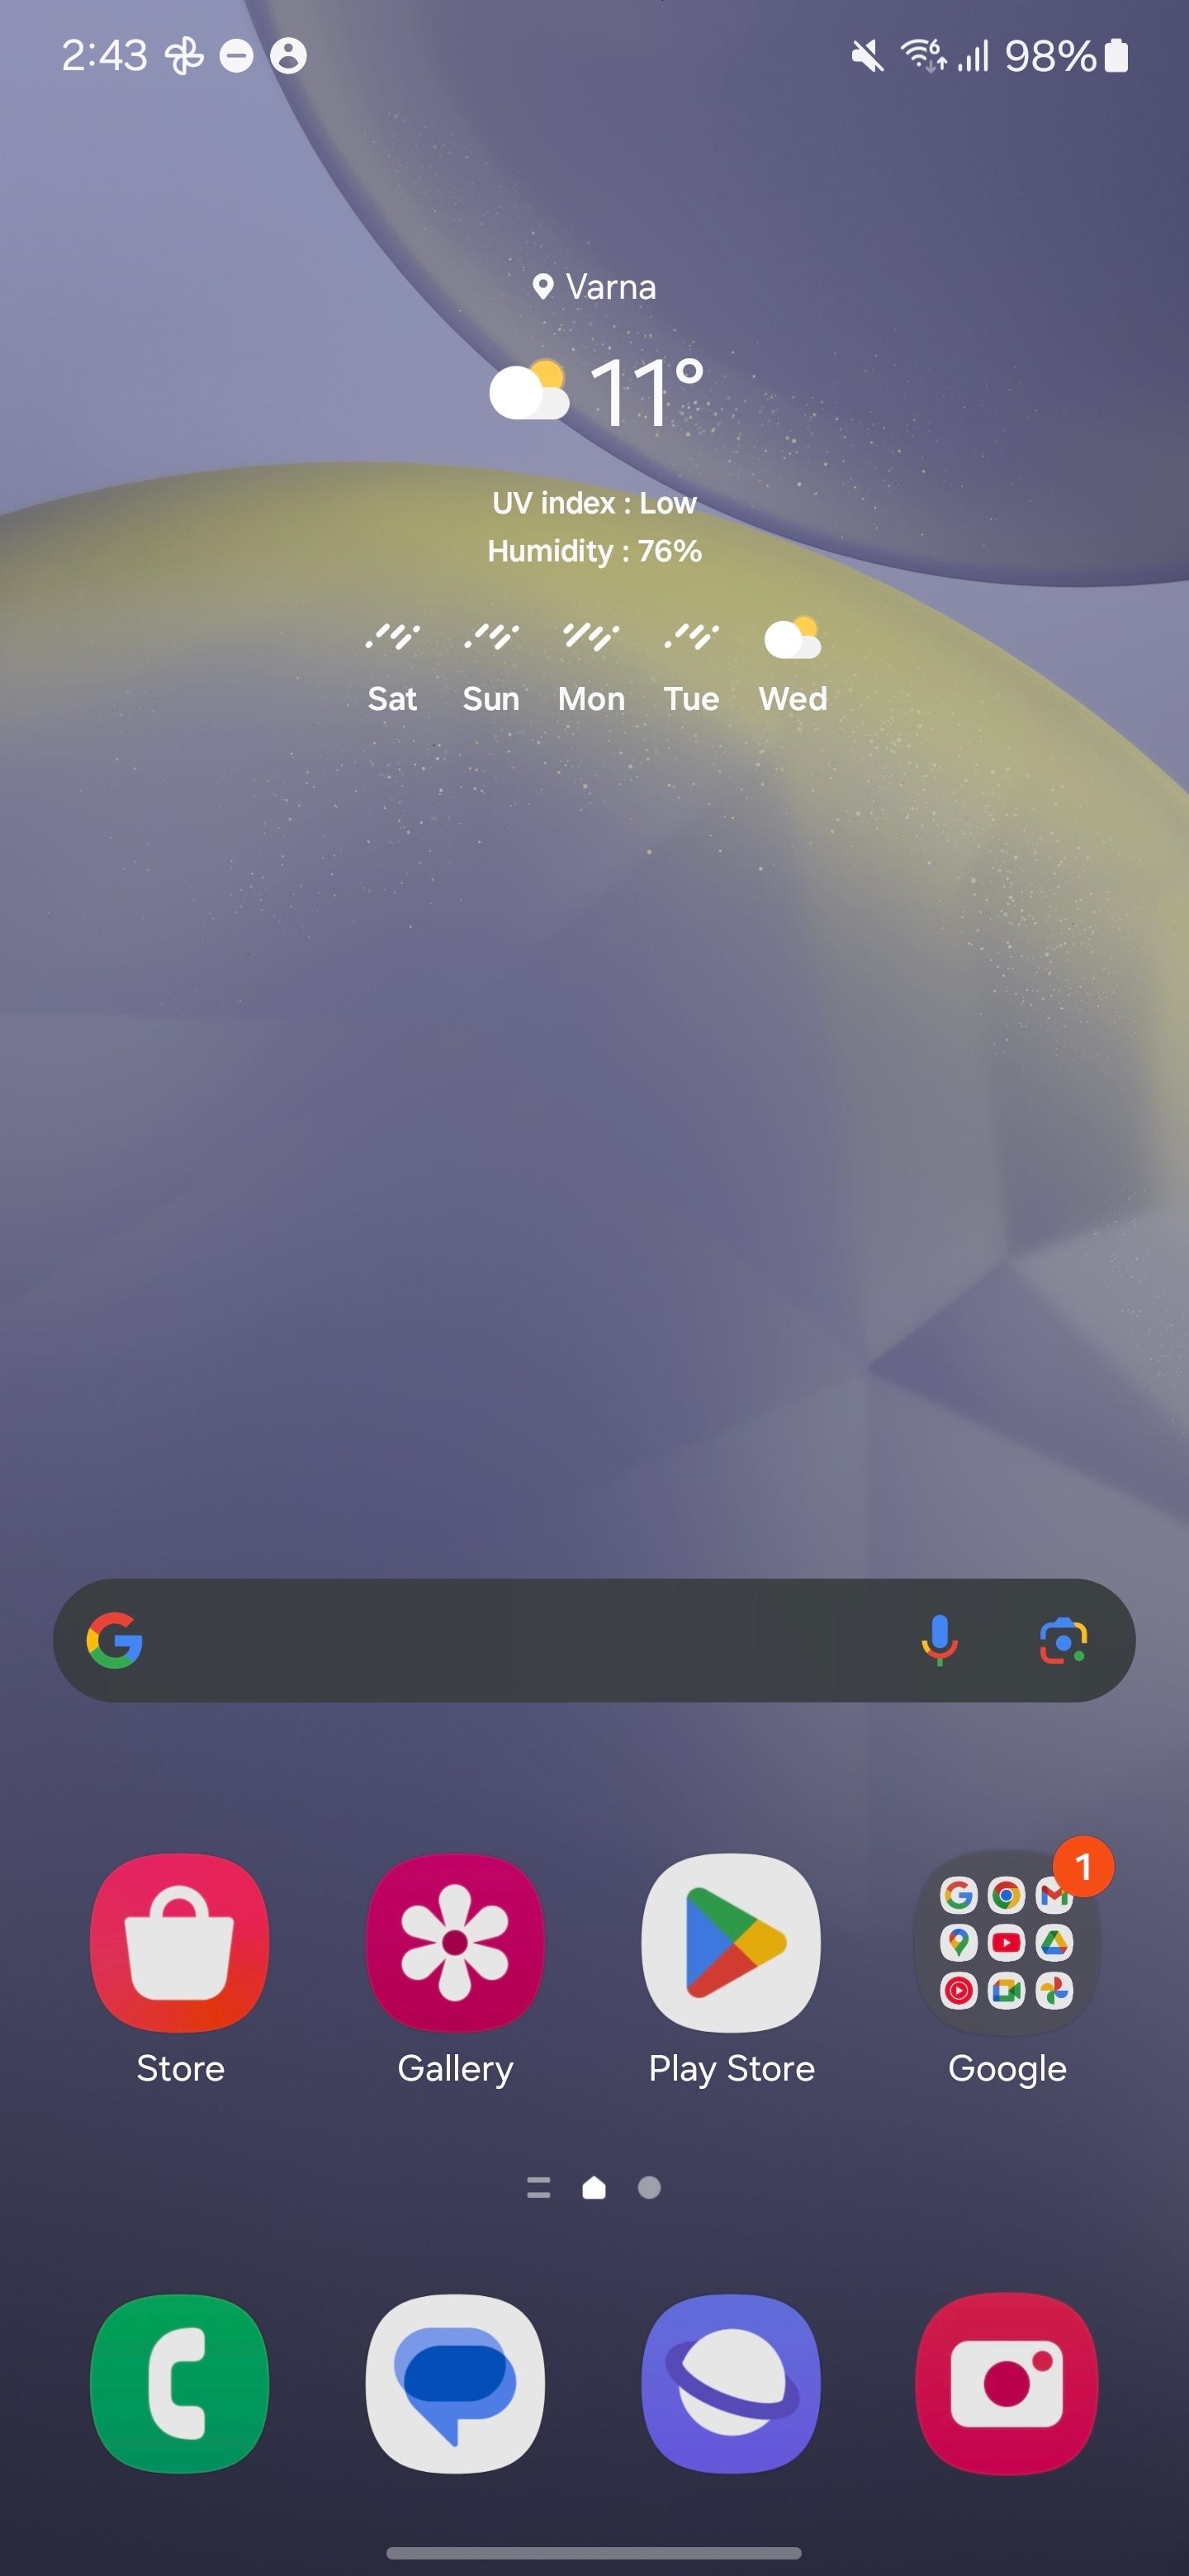 2:43 98%
Varna
11°
UV index : Low
Humidity : 76%
Sat Sun Mon Tue Wed
1
Store Gallery Play Store Google